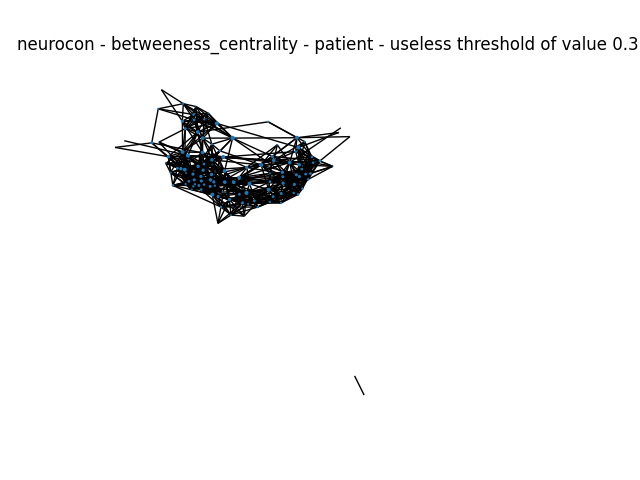 neurocon - betweeness_centrality - patient - useless threshold of value 0.3